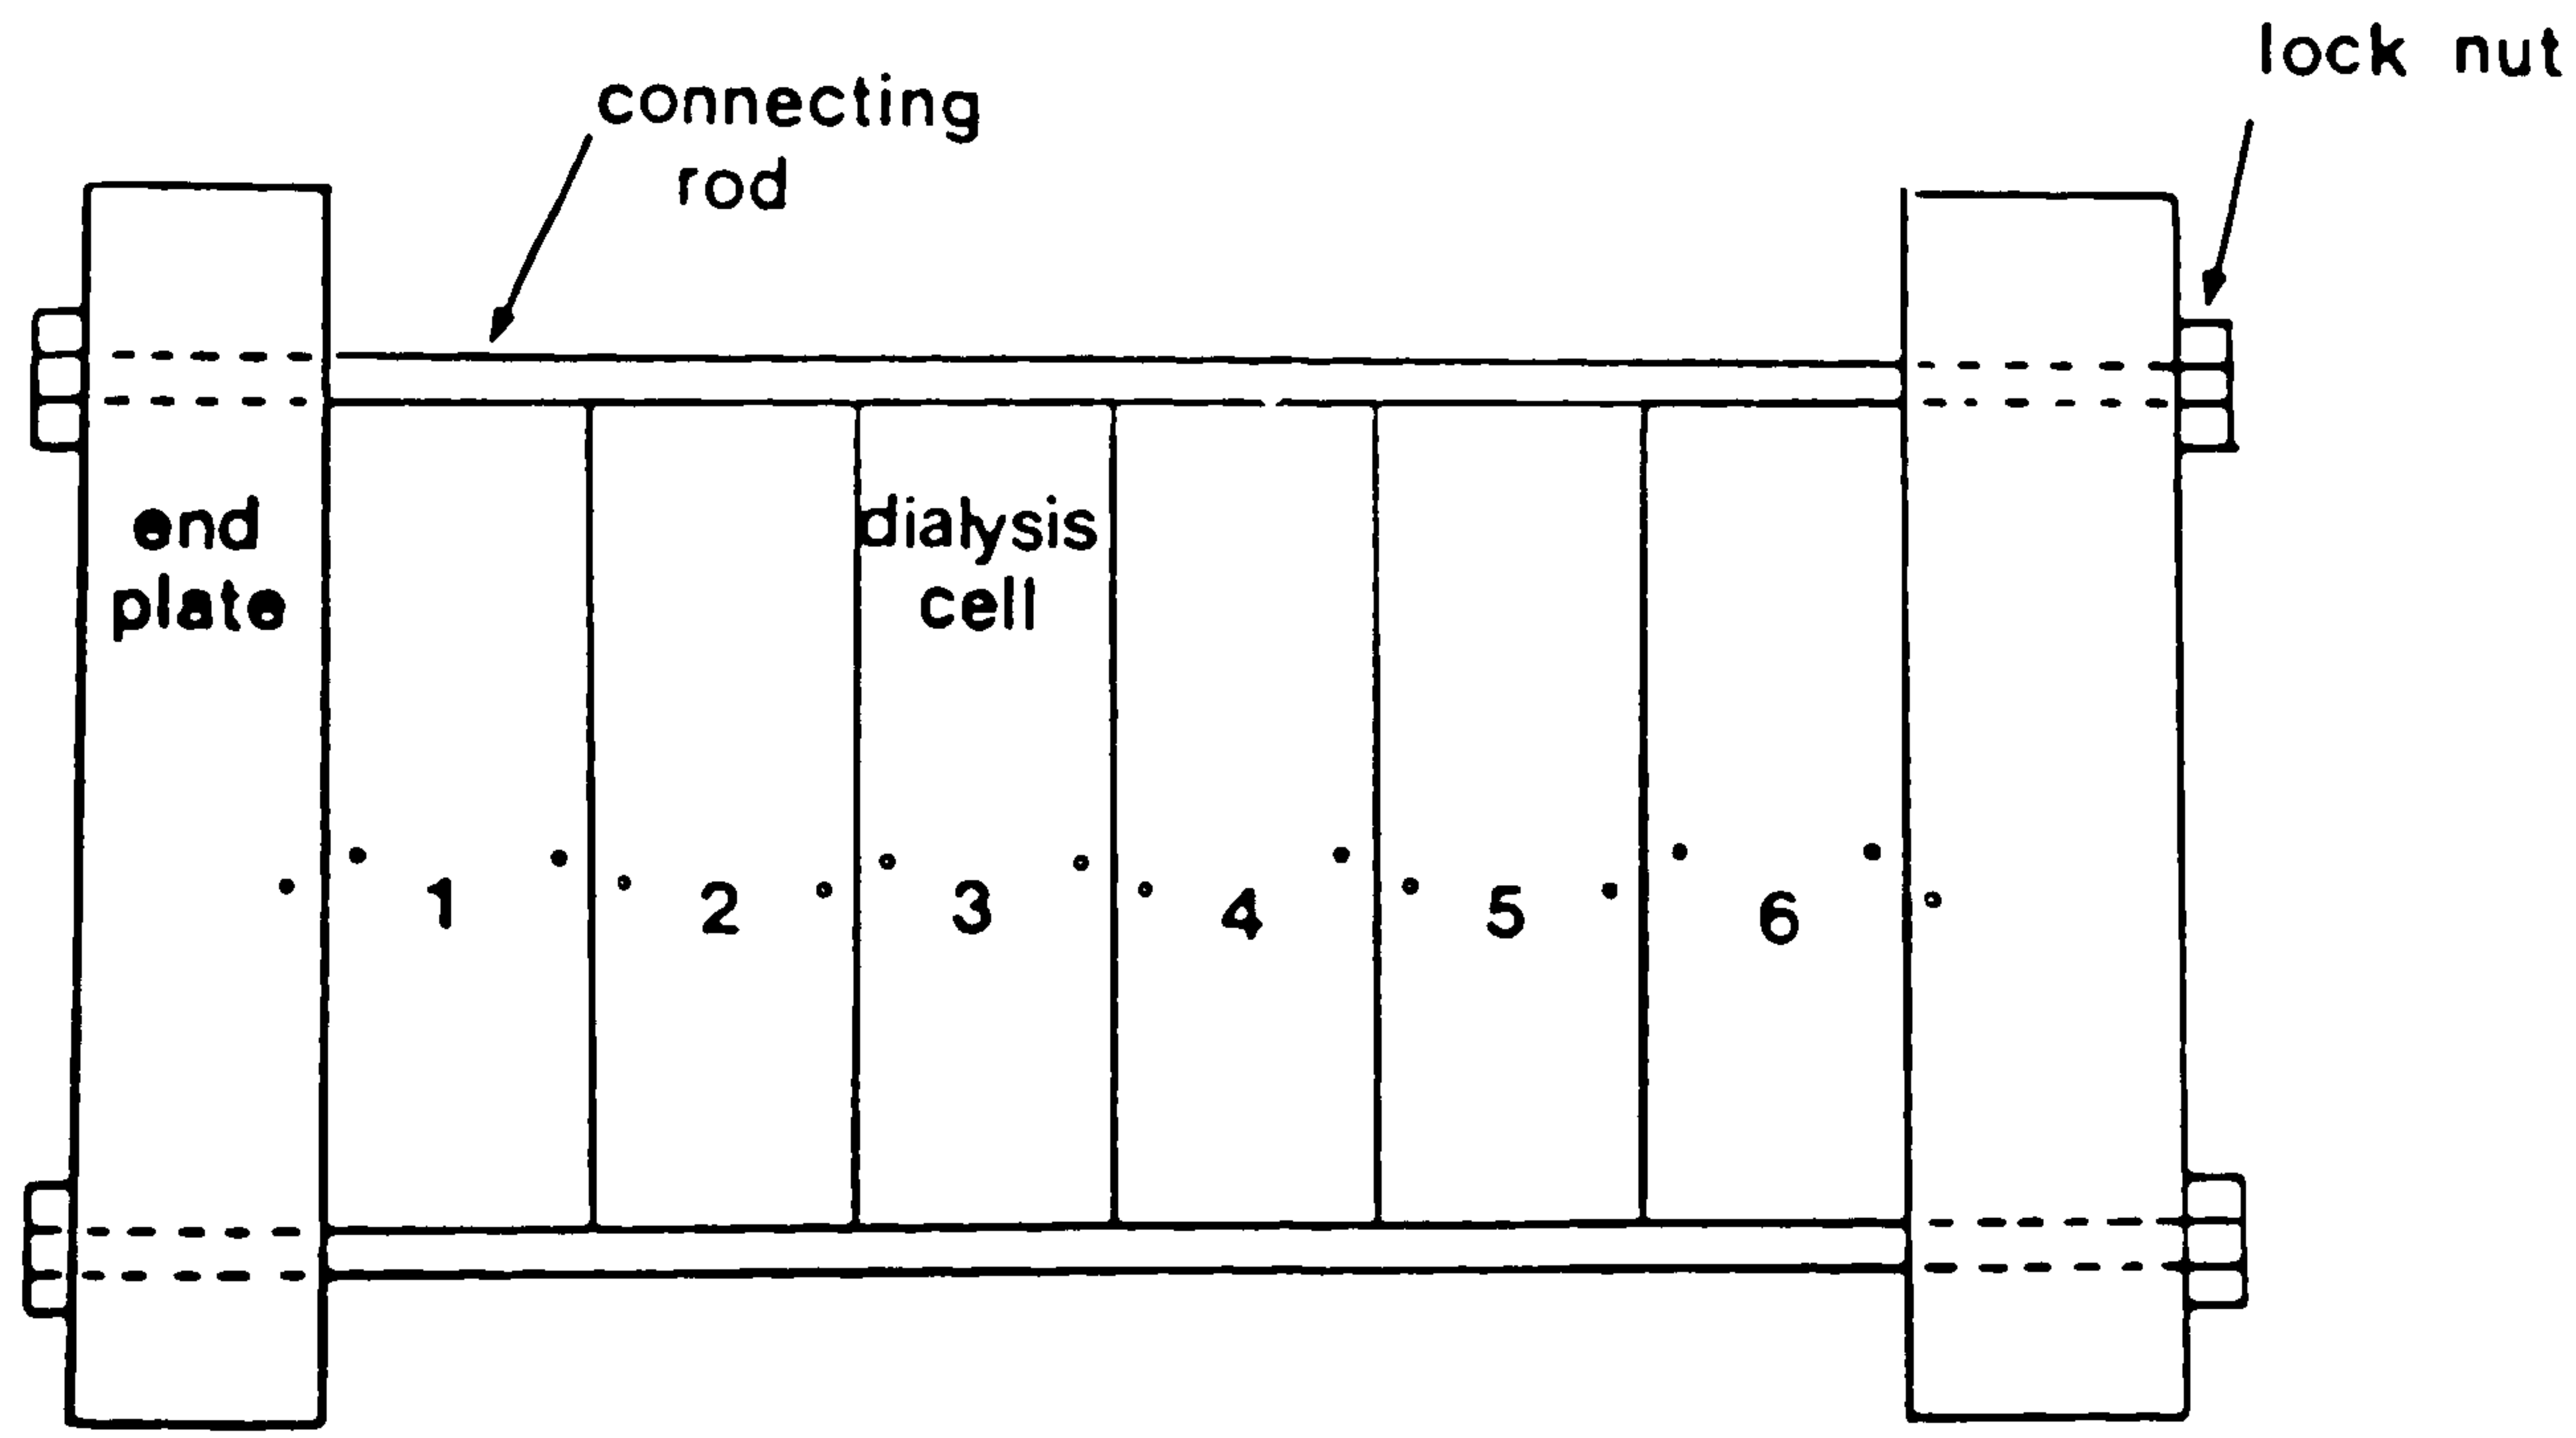 lock nut
connecting
rod
end
plate
dialysis
cell
1 2 3 4 5 6